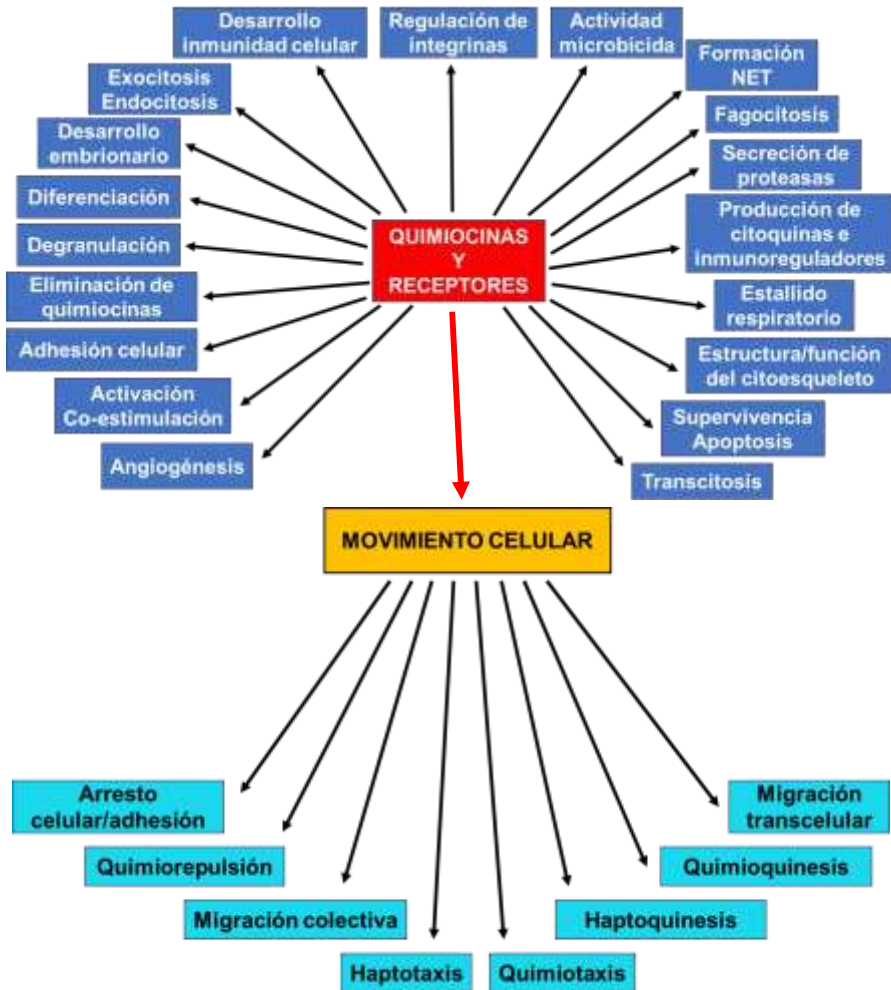 Desarrollo
inmunidad celular
Regulación de
integrinas
Actividad
microbicida
Formación
NET
Exocitosis
Endocitosis
Fagocitosis
Desarrollo
embrionario
Secreción de
proteasas
Diferenciación
Producción de
citoquinas e
inmunoreguladores
QUIMIOCINAS
Y
RECEPTORES
Degranulación
Eliminación de
quimiocinas
Estallido
respiratorio
Adhesión celular
Estructura/función
del citoesqueleto
Activación
Co-estimulación
Supervivencia
Apoptosis
Angiogénesis
Transcitosis
MOVIMIENTO CELULAR
Arresto
celular/adhesión
Migración
transcelular
Quimiorepulsión
Quimioquinesis
Migración colectiva
Haptoquinesis
Haptotaxis
Quimiotaxis